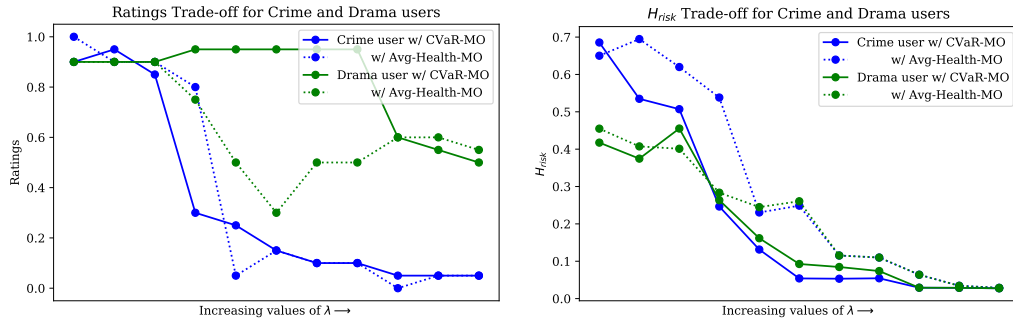 Ratings Trade-off for Crime and Drama users
1.0
0.8
0.6
0.4
0.2
0.0
Ratings
Crime user w/ CVaR-MO
w/ Avg-Health-MO
Drama user w/ CVaR-MO
w/ Avg-Health-MO
Increasing values of λ ⟶
H_risk Trade-off for Crime and Drama users
0.7
0.6
0.5
0.4
0.3
0.2
0.1
0.0
H_risk
Crime user w/ CVaR-MO
w/ Avg-Health-MO
Drama user w/ CVaR-MO
w/ Avg-Health-MO
Increasing values of λ ⟶